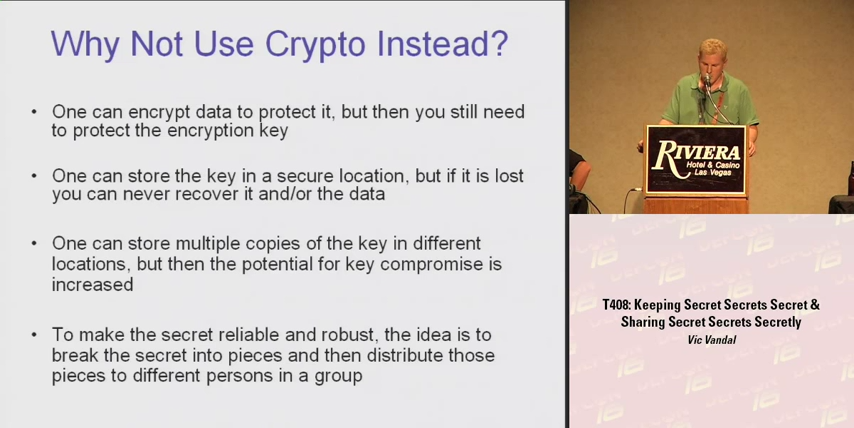 Why Not Use Crypto Instead?
• One can encrypt data to protect it, but then you still need
to protect the encryption key
• One can store the key in a secure location, but if it is lost
you can never recover it and/or the data
• One can store multiple copies of the key in different
locations, but then the potential for key compromise is
increased
• To make the secret reliable and robust, the idea is to
break the secret into pieces and then distribute those
pieces to different persons in a group
RIVIERA
Hotel & Casino
Las Vegas
T408: Keeping Secret Secrets Secret &
Sharing Secret Secrets Secretly
Vic Vandal